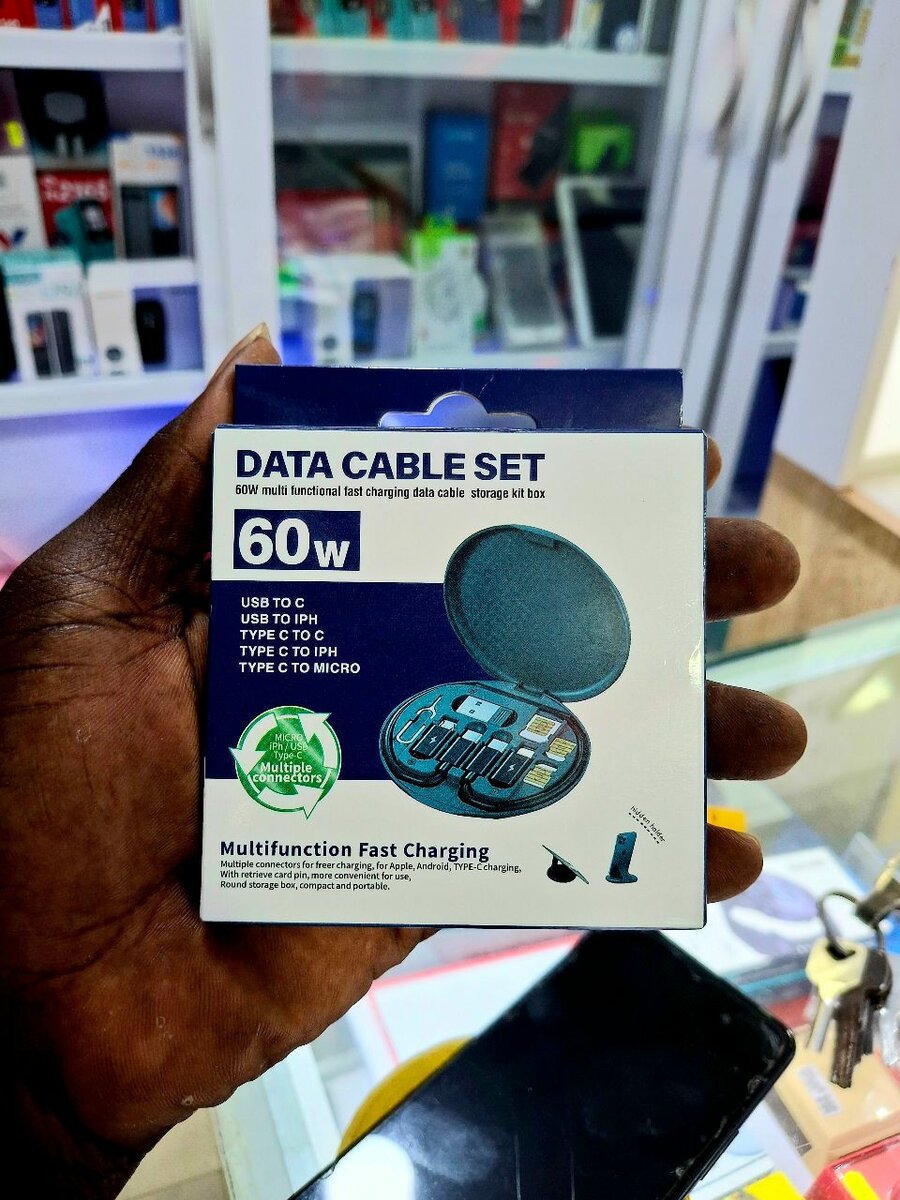 DATA CABLE SET
60W multi functional fast charging data cable storage kit box
60W
USB TO C
USB TO IPH
TYPE C TO C
TYPE C TO IPH
TYPE C TO MICRO
MICRO
iPh / USB
Type-C
Multiple
connectors
Multifunction Fast Charging
Multiple connectors for freer charging, for Apple, Android, TYPE-C charging,
With retrieve card pin, more convenient for use,
Round storage box, compact and portable.
Hidden holder